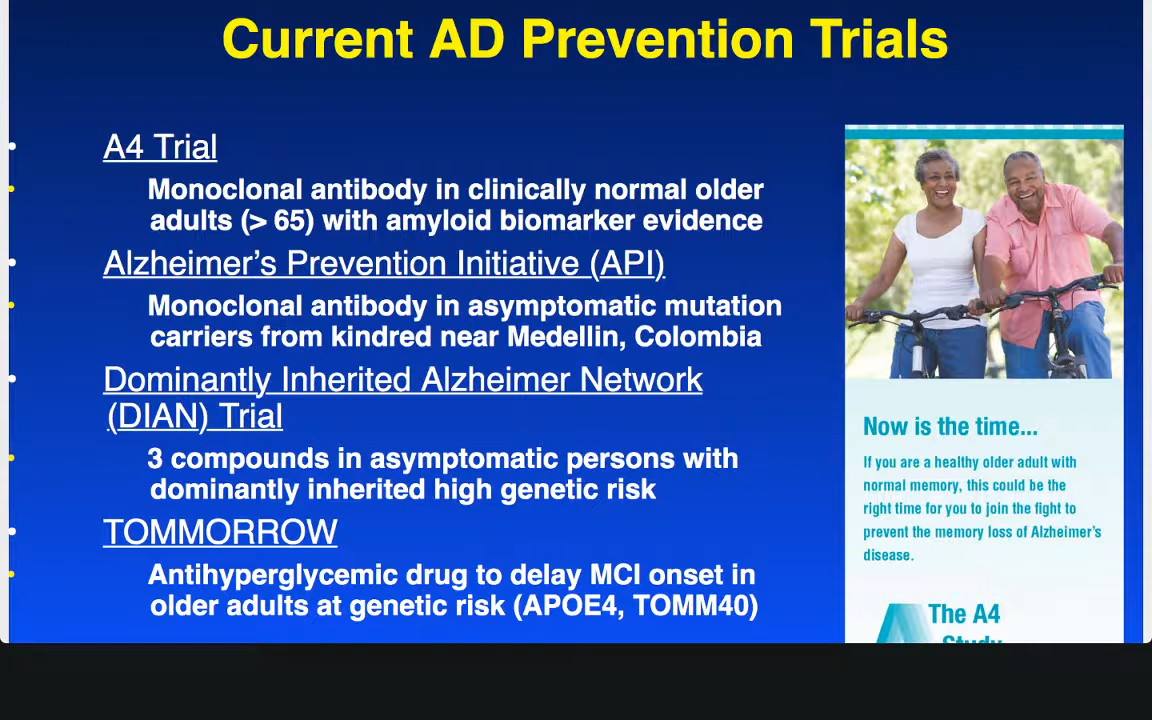 Current AD Prevention Trials
A4 Trial
Monoclonal antibody in clinically normal older
adults (> 65) with amyloid biomarker evidence
Alzheimer’s Prevention Initiative (API)
Monoclonal antibody in asymptomatic mutation
carriers from kindred near Medellin, Colombia
Dominantly Inherited Alzheimer Network
(DIAN) Trial
3 compounds in asymptomatic persons with
dominantly inherited high genetic risk
TOMMORROW
Antihyperglycemic drug to delay MCI onset in
older adults at genetic risk (APOE4, TOMM40)
Now is the time...
If you are a healthy older adult with
normal memory, this could be the
right time for you to join the fight to
prevent the memory loss of Alzheimer’s
disease.
The A4
Study